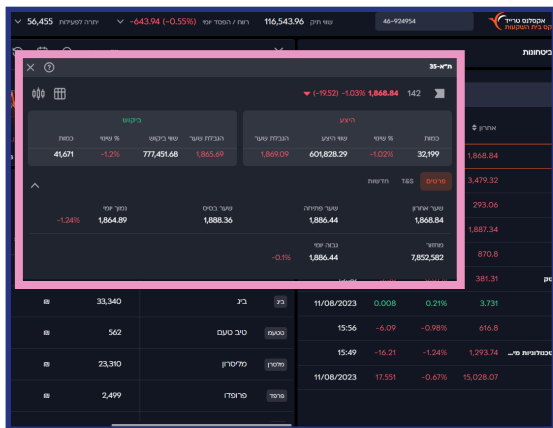 אקסלנס טרייד
46-924954
שווי תיק 116,543.96
רווח / הפסד יומי -643.94 (-0.55%)
יתרה לפעילות 56,455
ת"א-35
142 1,868.84 -1.03% (-19.52)
היצע
ביקוש
כמות % שינוי שווי היצע הגבלת שער
32,199 -1.02% 601,828.29 1,869.09
הגבלת שער שווי ביקוש % שינוי כמות
1,865.69 777,451.68 -1.2% 41,671
פרטים T&S חדשות
שער אחרון שער פתיחה שער בסיס נמוך יומי
1,868.84 1,886.44 1,888.36 1,864.89 -1.24%
מחזור גבוה יומי
7,852,582 1,886.44 -0.1%
אחרון
1,868.84
3,479.32
293.06
1,887.34
870.8
381.31
3.731 0.21% 0.008 11/08/2023
616.8 -0.98% -6.09 15:56
טכנולוגיות מי... 1,293.74 -1.24% -16.21 15:49
15,028.07 -0.67% 17.551 11/08/2023
ביג ביג 33,340 ₪
טיב טעם 562 ₪
מלסרן מליסרון 23,310 ₪
פרפד פרופדו 2,499 ₪